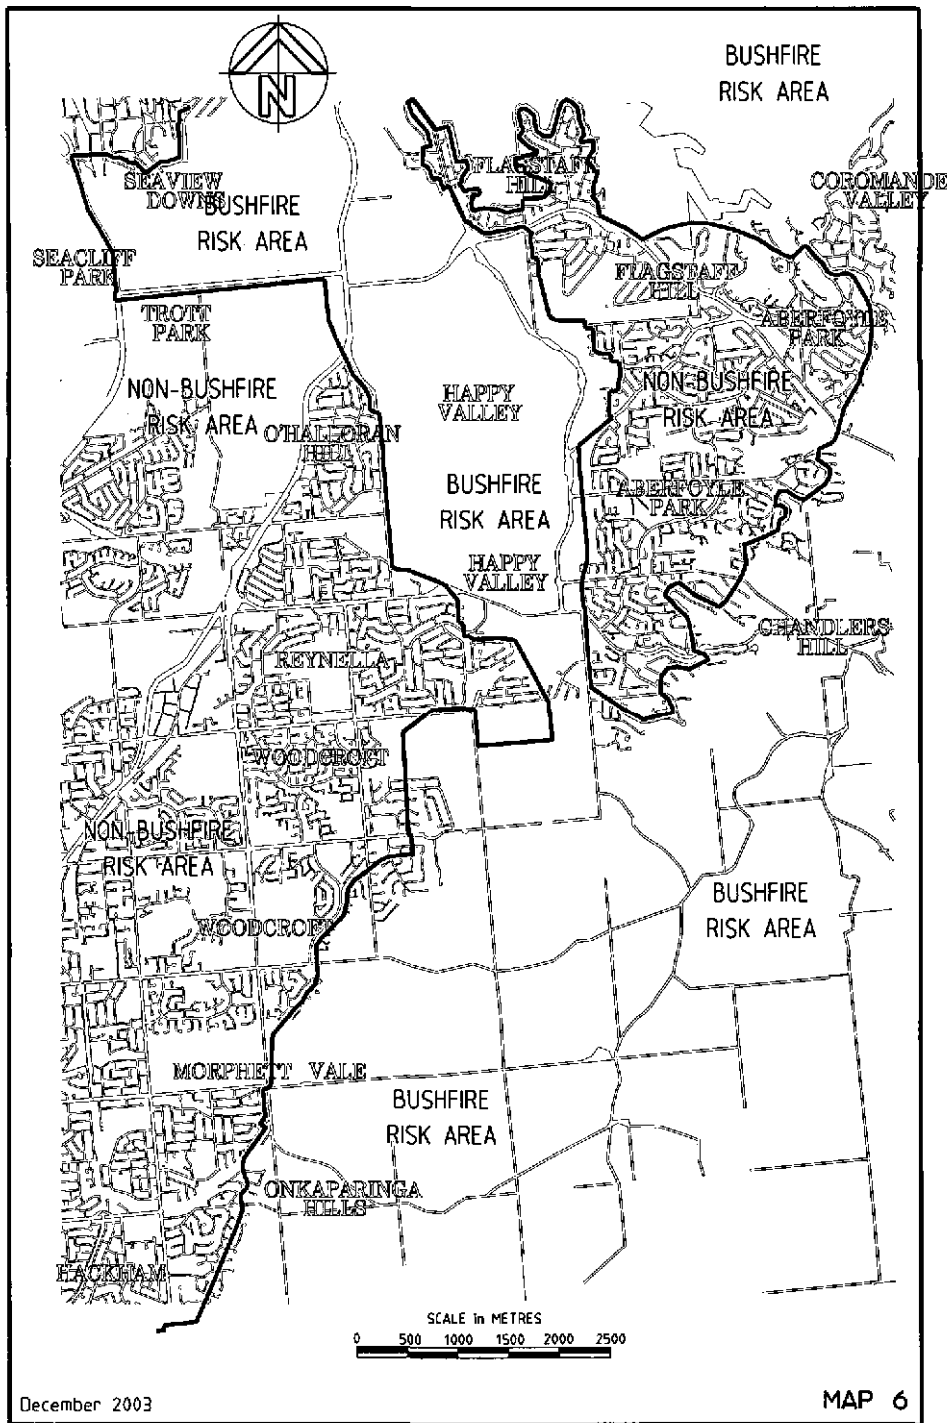 N
BUSHFIRE
RISK AREA
FLAGSTAFF
HILL
SEAVIEW
DOWNS
COROMANDE
VALLEY
BUSHFIRE
RISK AREA
SEACLIFF
PARK
FLAGSTAFF
HILL
TROTT
PARK
ABERFOYLE
PARK
NON-BUSHFIRE
RISK AREA
HAPPY
VALLEY
NON-BUSHFIRE
RISK AREA
O'HALLORAN
HILL
BUSHFIRE
RISK AREA
ABERFOYLE
PARK
HAPPY
VALLEY
CHANDLERS
HILL
REYNELLA
WOODCROFT
NON-BUSHFIRE
RISK AREA
BUSHFIRE
RISK AREA
WOODCROFT
MORPHETT VALE
BUSHFIRE
RISK AREA
ONKAPARINGA
HILLS
HACKHAM
SCALE in METRES
0 500 1000 1500 2000 2500
December 2003
MAP 6